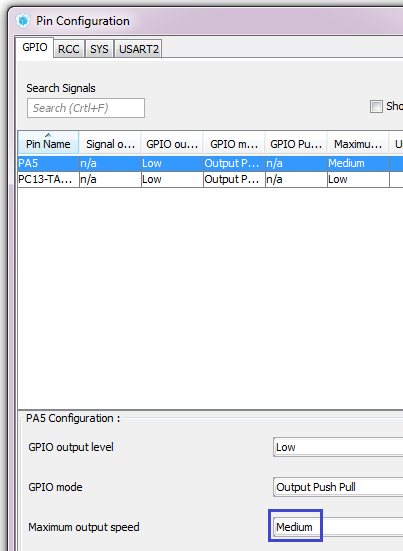 Pin Configuration
GPIO RCC SYS USART2
Search Signals
Search (Crtl+F)
Sho
Pin Name Signal o... GPIO ou... GPIO m... GPIO Pu... Maximu... U
PA5 n/a Low Output P... n/a Medium
PC13-TA... n/a Low Output P... n/a Low
PA5 Configuration :
GPIO output level Low
GPIO mode Output Push Pull
Maximum output speed Medium